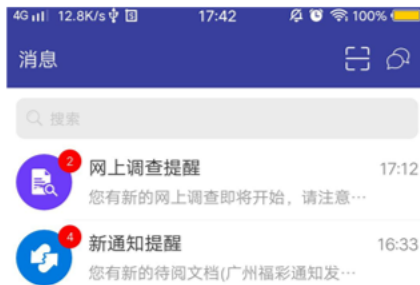 4G 12.8K/s 17:42 100%
消息
搜索
2
网上调查提醒 17:12
您有新的网上调查即将开始，请注意…
4
新通知提醒 16:33
您有新的待阅文档(广州福彩通知发…